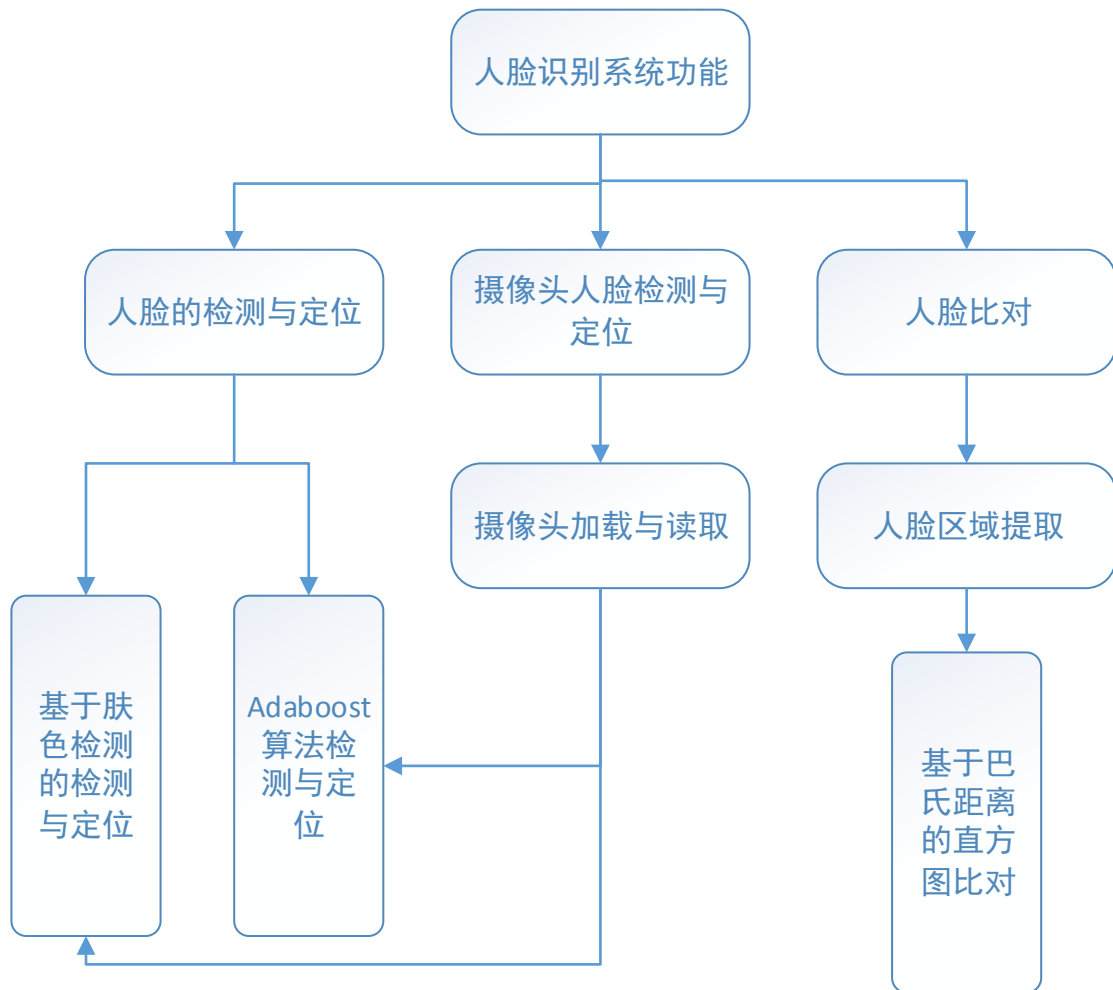 人脸识别系统功能
人脸的检测与定位
摄像头人脸检测与
定位
人脸比对
摄像头加载与读取
人脸区域提取
基于肤
色检测
的检测
与定位
Adaboost
算法检
测与定
位
基于巴
氏距离
的直方
图比对